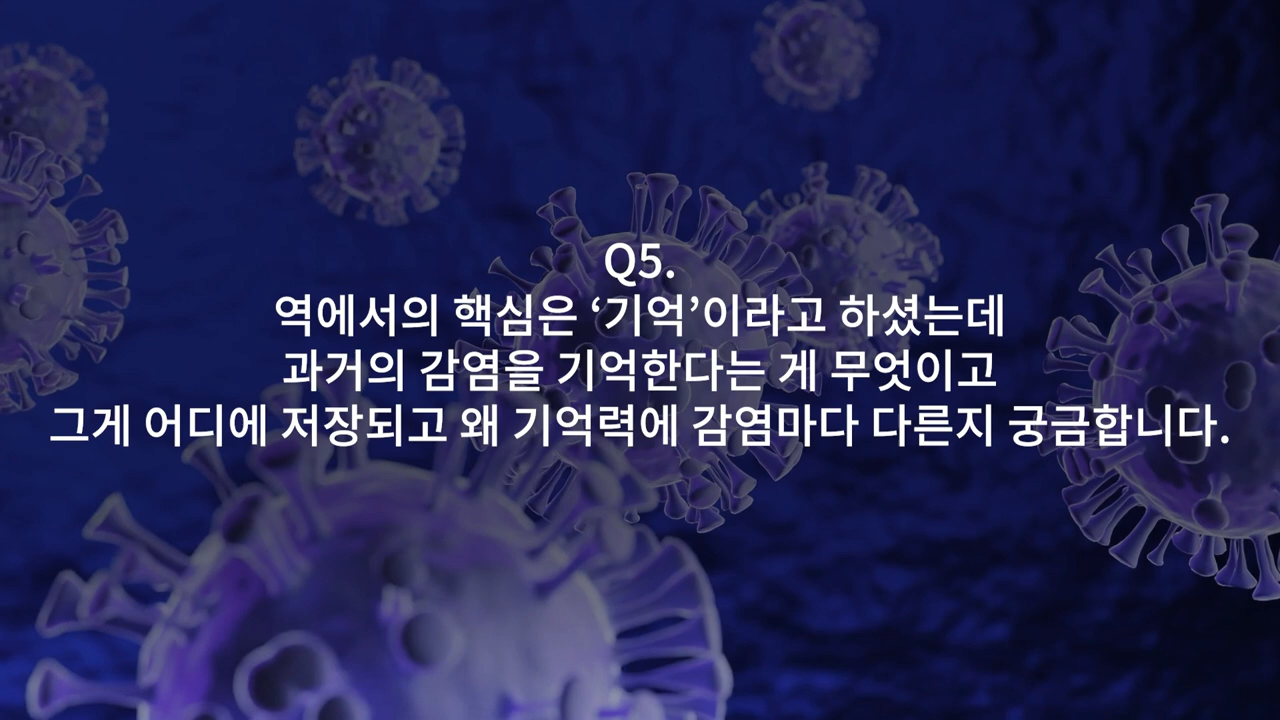 Q5.
역에서의 핵심은 ‘기억’이라고 하셨는데
과거의 감염을 기억한다는 게 무엇이고
그게 어디에 저장되고 왜 기억력에 감염마다 다른지 궁금합니다.